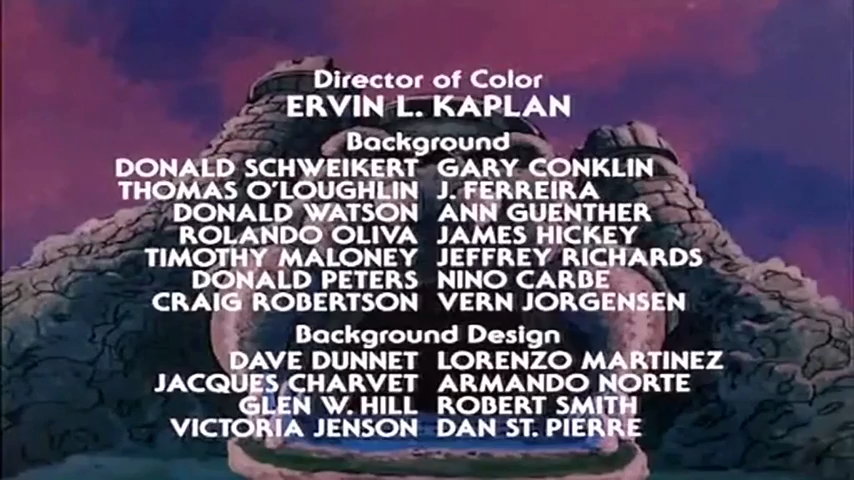 Director of Color
ERVIN L. KAPLAN
Background
DONALD SCHWEIKERT GARY CONKLIN
THOMAS O'LOUGHLIN J. FERREIRA
DONALD WATSON ANN GUENTHER
ROLANDO OLIVA JAMES HICKEY
TIMOTHY MALONEY JEFFREY RICHARDS
DONALD PETERS NINO CARBE
CRAIG ROBERTSON VERN JORGENSEN
Background Design
DAVE DUNNET LORENZO MARTINEZ
JACQUES CHARVET ARMANDO NORTE
GLEN W. HILL ROBERT SMITH
VICTORIA JENSON DAN ST. PIERRE